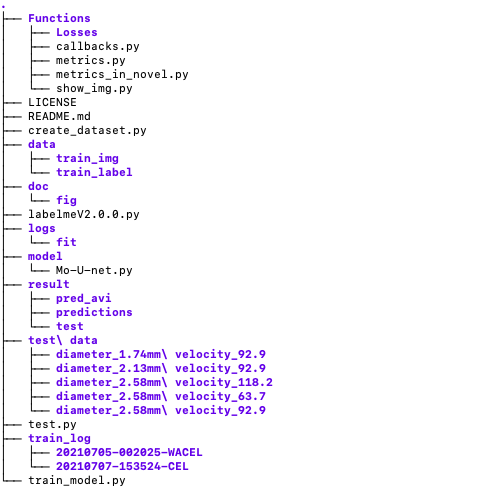 .
├── Functions
│   ├── Losses
│   ├── callbacks.py
│   ├── metrics.py
│   ├── metrics_in_novel.py
│   └── show_img.py
├── LICENSE
├── README.md
├── create_dataset.py
├── data
│   ├── train_img
│   └── train_label
├── doc
│   └── fig
├── labelmeV2.0.0.py
├── logs
│   └── fit
├── model
│   └── Mo-U-net.py
├── result
│   ├── pred_avi
│   ├── predictions
│   └── test
├── test\ data
│   ├── diameter_1.74mm\ velocity_92.9
│   ├── diameter_2.13mm\ velocity_92.9
│   ├── diameter_2.58mm\ velocity_118.2
│   ├── diameter_2.58mm\ velocity_63.7
│   └── diameter_2.58mm\ velocity_92.9
├── test.py
├── train_log
│   ├── 20210705-002025-WACEL
│   └── 20210707-153524-CEL
└── train_model.py